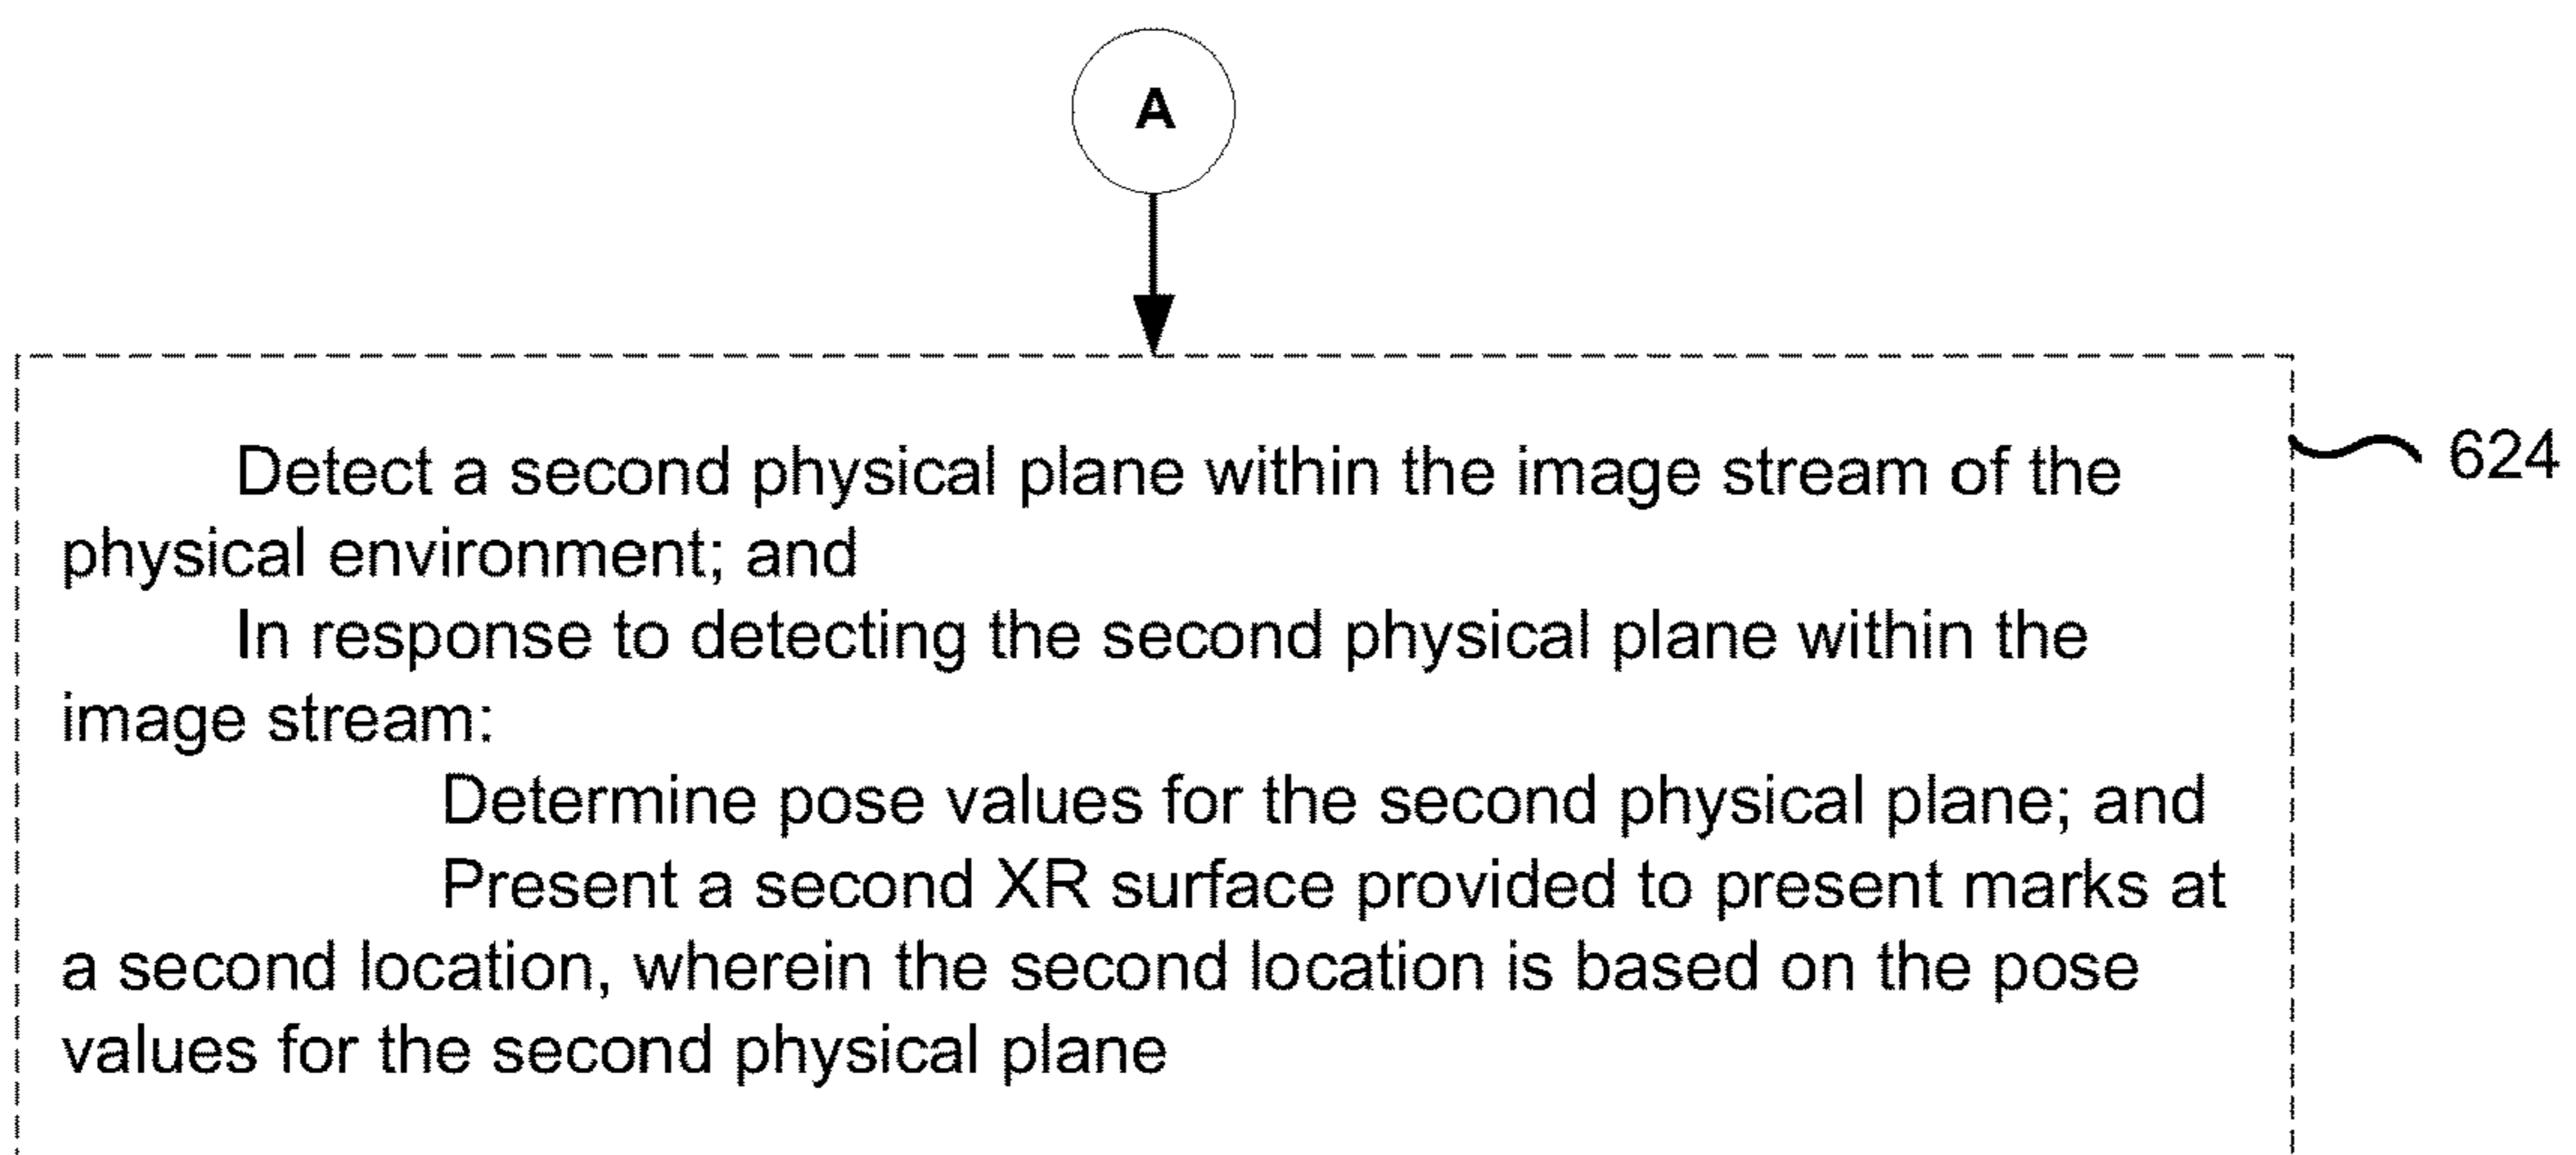 A
Detect a second physical plane within the image stream of the
624
physical environment; and
In response to detecting the second physical plane within the
image stream:
Determine pose values for the second physical plane; and
Present a second XR surface provided to present marks at
a second location, wherein the second location is based on the pose
values for the second physical plane